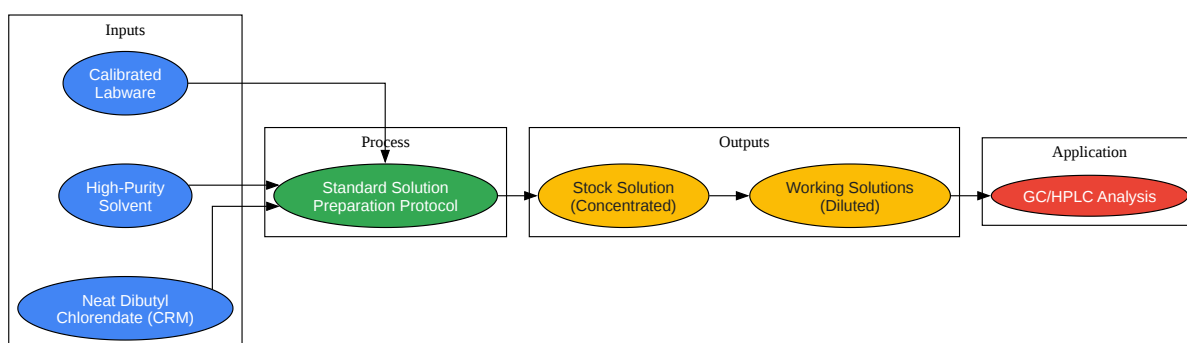 Inputs
Calibrated
Labware
High-Purity
Solvent
Neat Dibutyl
Chlorendate (CRM)
Process
Standard Solution
Preparation Protocol
Outputs
Stock Solution
(Concentrated)
Working Solutions
(Diluted)
Application
GC/HPLC Analysis